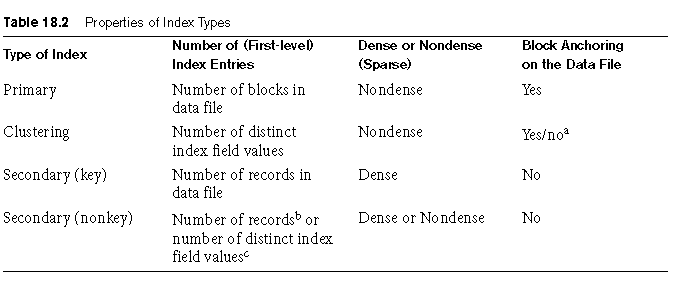 Table 18.2 Properties of Index Types
Type of Index Number of (First-level) Index Entries Dense or Nondense (Sparse) Block Anchoring on the Data File
Primary Number of blocks in data file Nondense Yes
Clustering Number of distinct index field values Nondense Yes/noᵃ
Secondary (key) Number of records in data file Dense No
Secondary (nonkey) Number of recordsᵇ or number of distinct index field valuesᶜ Dense or Nondense No